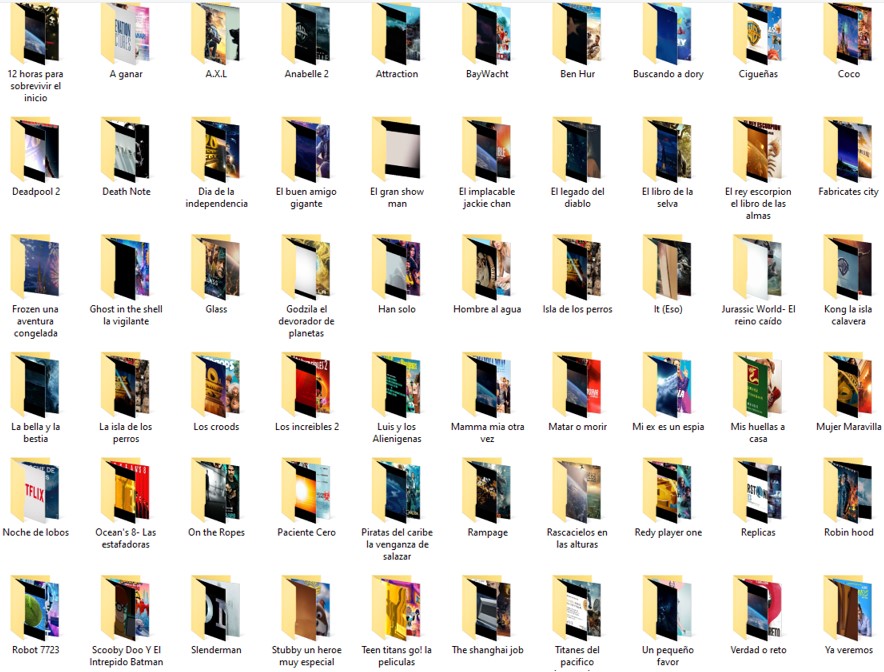 12 horas para sobrevivir el inicio
A ganar
A.X.L
Anabelle 2
Attraction
BayWacht
Ben Hur
Buscando a dory
Cigueñas
Coco
Deadpool 2
Death Note
Dia de la independencia
El buen amigo gigante
El gran show man
El implacable jackie chan
El legado del diablo
El libro de la selva
El rey escorpion el libro de las almas
Fabricates city
Frozen una aventura congelada
Ghost in the shell la vigilante
Glass
Godzila el devorador de planetas
Han solo
Hombre al agua
Isla de los perros
It (Eso)
Jurassic World- El reino caído
Kong la isla calavera
La bella y la bestia
La isla de los perros
Los croods
Los increibles 2
Luis y los Alienigenas
Mamma mia otra vez
Matar o morir
Mi ex es un espia
Mis huellas a casa
Mujer Maravilla
Noche de lobos
Ocean's 8- Las estafadoras
On the Ropes
Paciente Cero
Piratas del caribe la venganza de salazar
Rampage
Rascacielos en las alturas
Redy player one
Replicas
Robin hood
Robot 7723
Scooby Doo Y El Intrepido Batman
Slenderman
Stubby un heroe muy especial
Teen titans go! la peliculas
The shanghai job
Titanes del pacifico
Un pequeño favor
Verdad o reto
Ya veremos